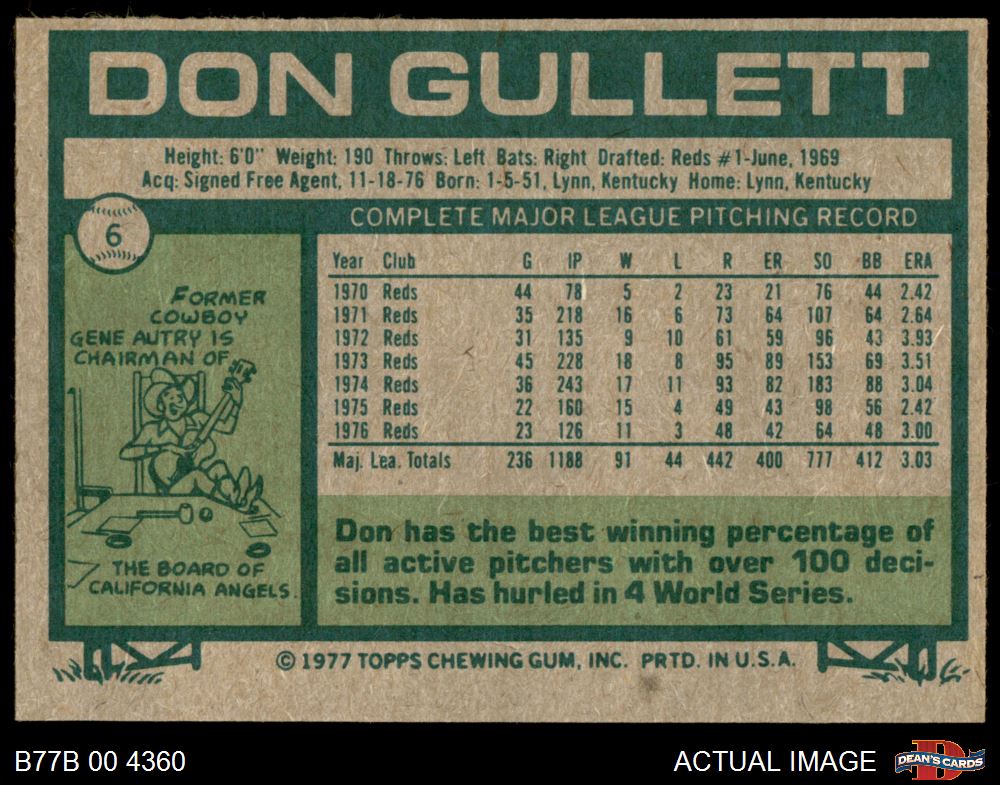 DON GULLETT
Height: 6'0" Weight: 190 Throws: Left Bats: Right Drafted: Reds #1-June, 1969
Acq: Signed Free Agent, 11-18-76 Born: 1-5-51, Lynn, Kentucky Home: Lynn, Kentucky
6
FORMER
COWBOY
GENE AUTRY IS
CHAIRMAN OF
THE BOARD OF
CALIFORNIA ANGELS.
COMPLETE MAJOR LEAGUE PITCHING RECORD
Year Club G IP W L R ER SO BB ERA
1970 Reds 44 78 5 2 23 21 76 44 2.42
1971 Reds 35 218 16 6 73 64 107 64 2.64
1972 Reds 31 135 9 10 61 59 96 43 3.93
1973 Reds 45 228 18 8 95 89 153 69 3.51
1974 Reds 36 243 17 11 93 82 183 88 3.04
1975 Reds 22 160 15 4 49 43 98 56 2.42
1976 Reds 23 126 11 3 48 42 64 48 3.00
Maj. Lea. Totals 236 1188 91 44 442 400 777 412 3.03
Don has the best winning percentage of
all active pitchers with over 100 deci-
sions. Has hurled in 4 World Series.
© 1977 TOPPS CHEWING GUM, INC. PRTD. IN U.S.A.
B77B 00 4360
ACTUAL IMAGE
D
DEAN'S CARDS